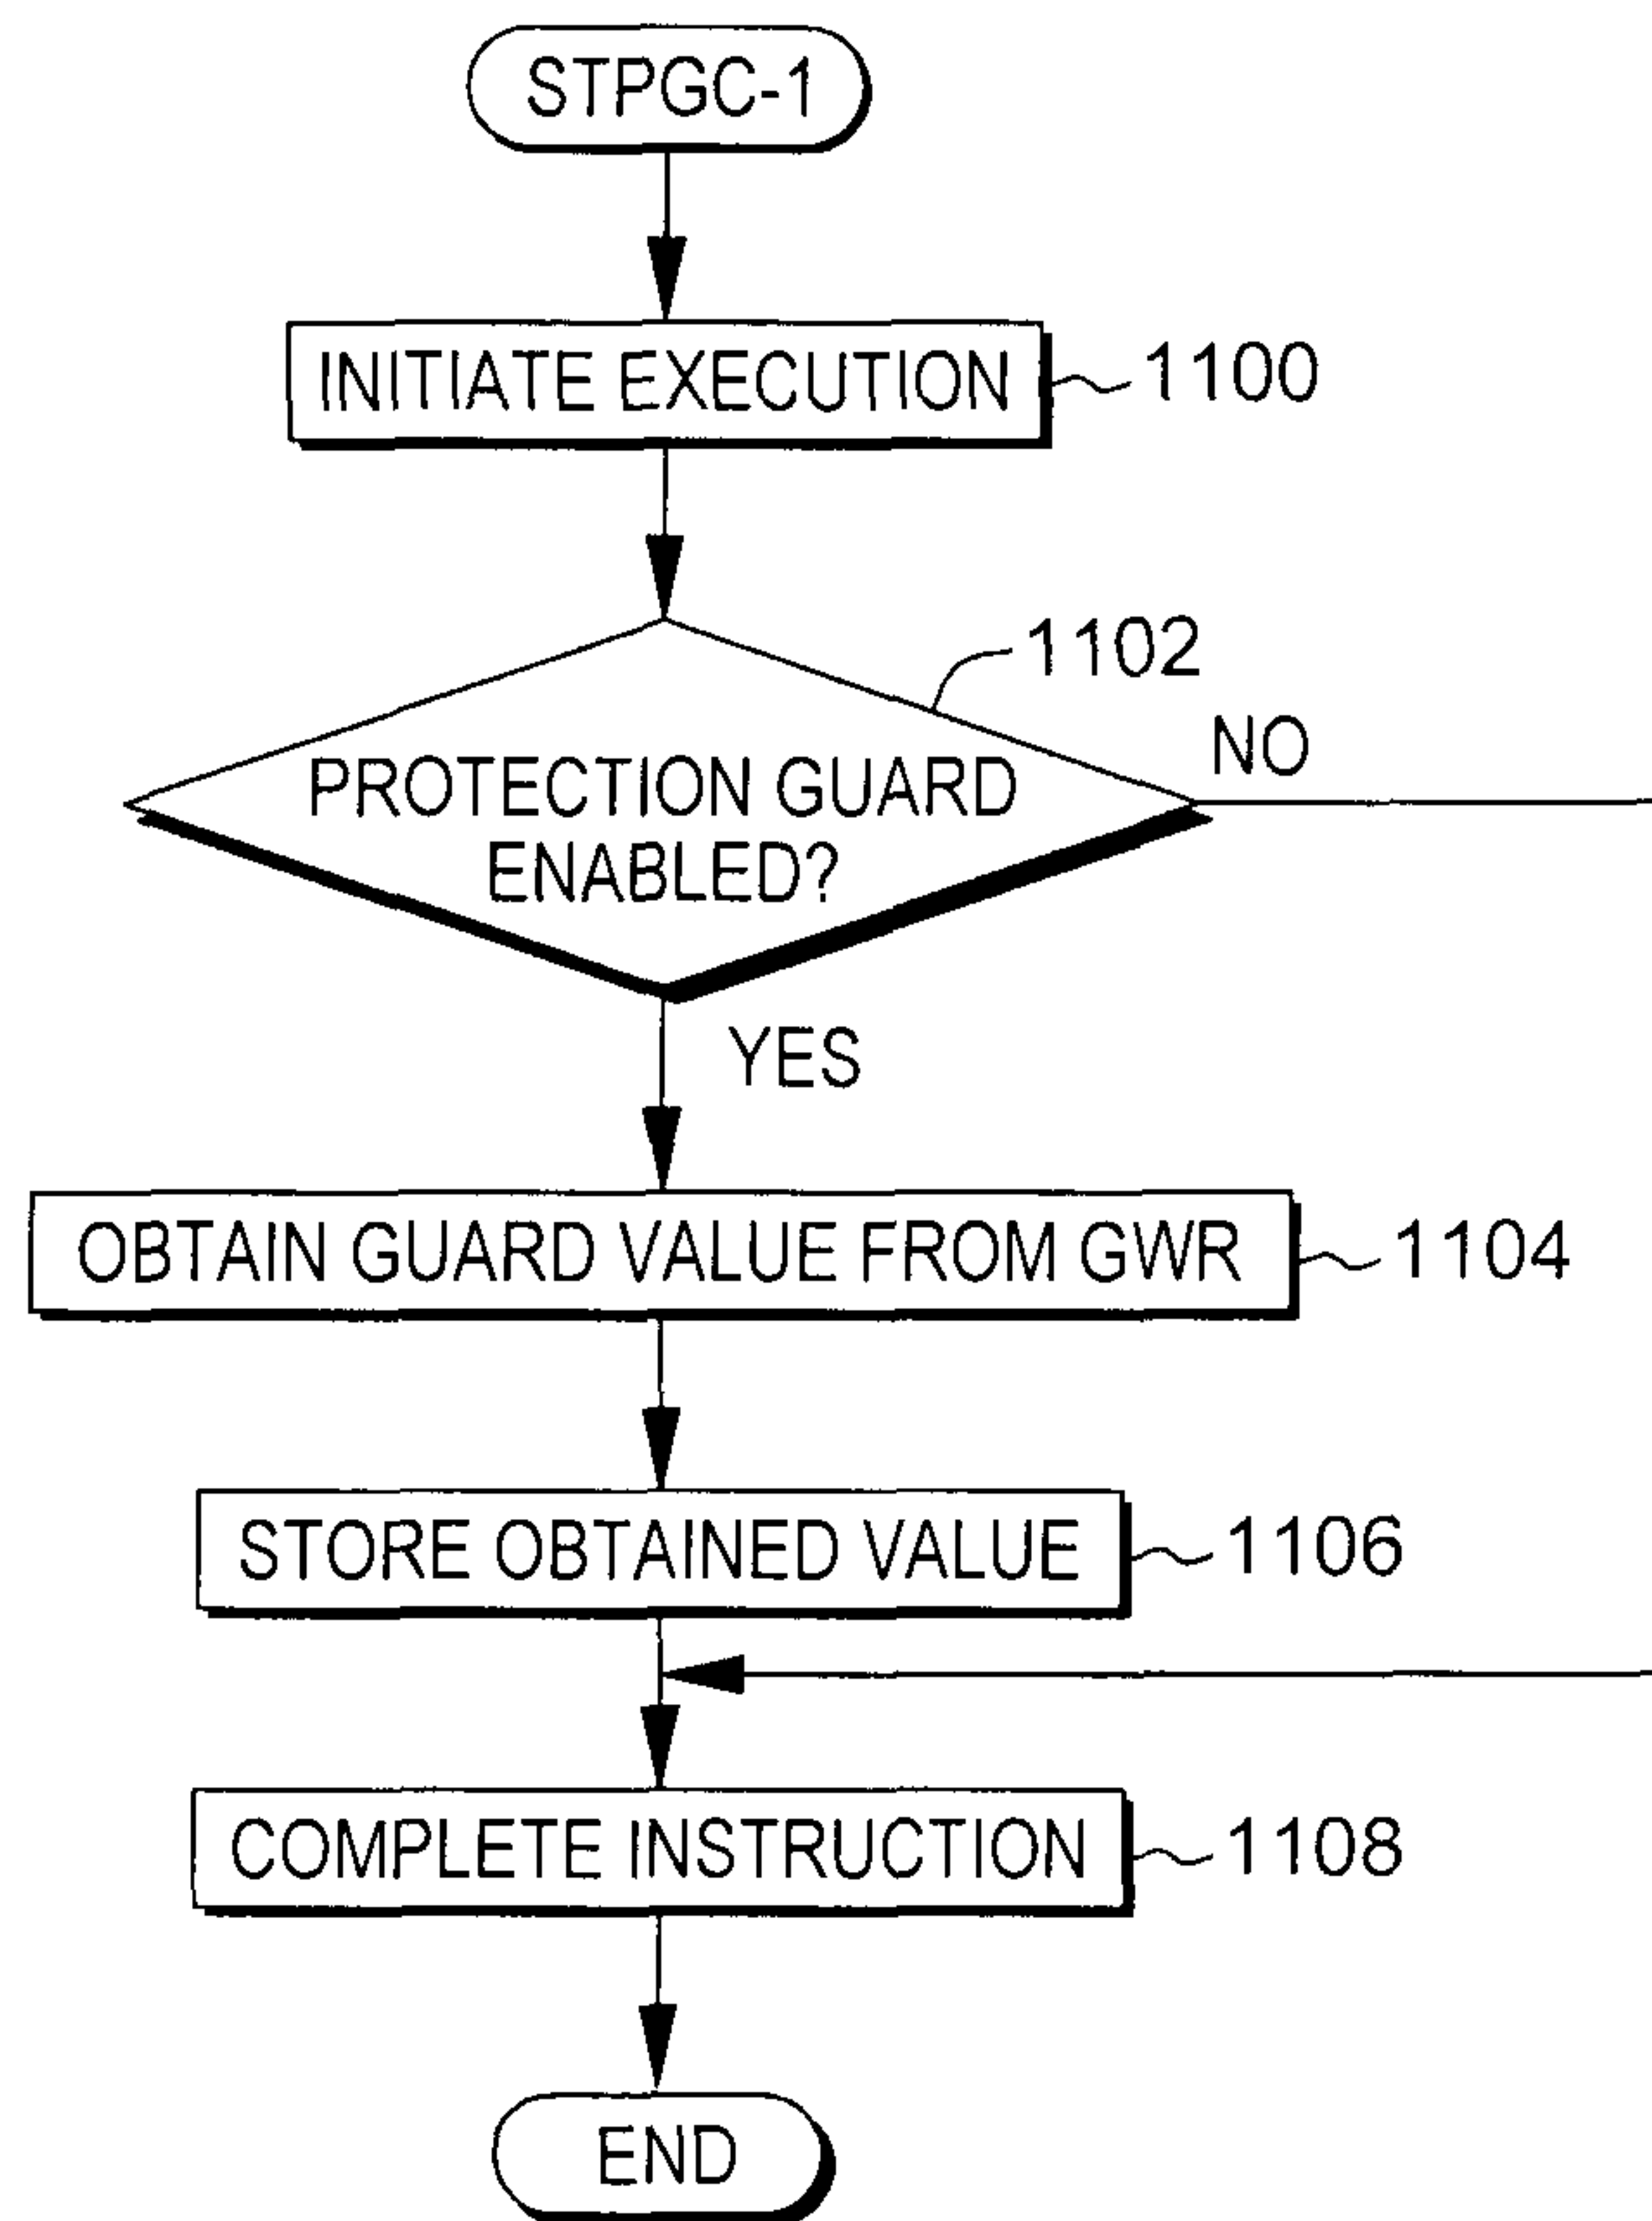 STPGC-1
INITIATE EXECUTION
1100
1102
NO
PROTECTION GUARD
ENABLED?
YES
OBTAIN GUARD VALUE FROM GWR
1104
STORE OBTAINED VALUE
1106
COMPLETE INSTRUCTION
1108
END